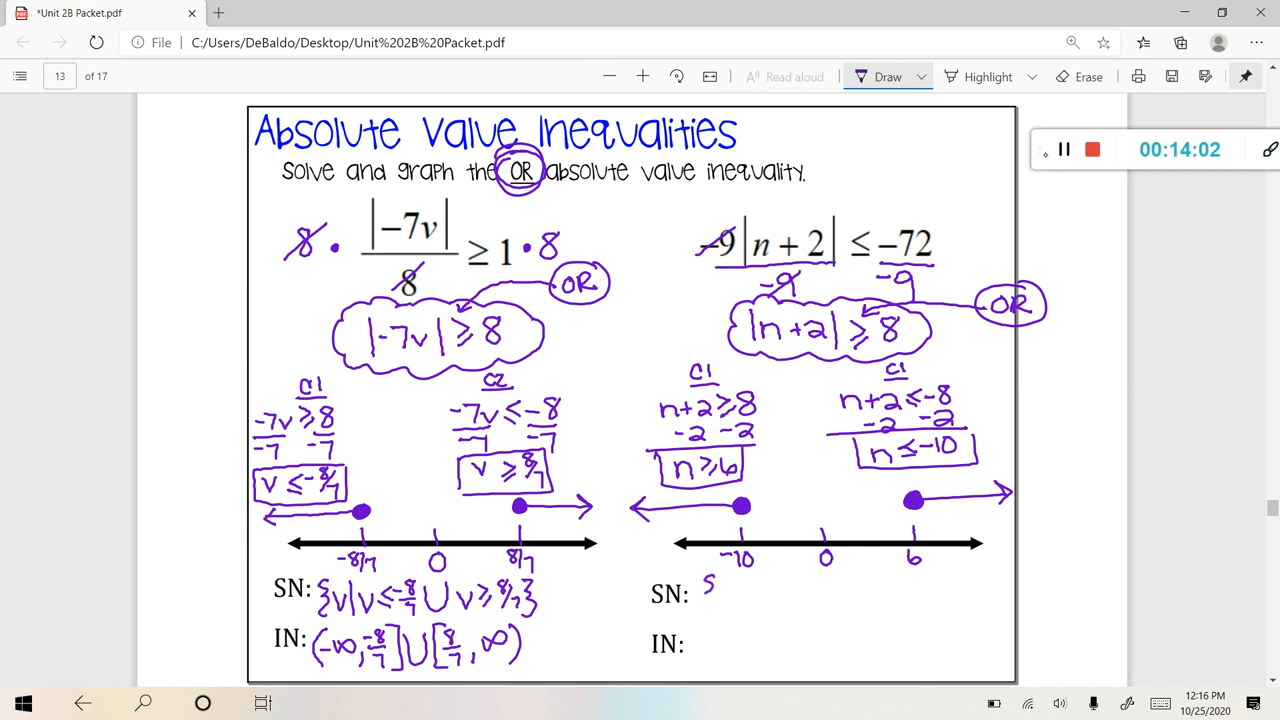 *Unit 2B Packet.pdf
File C:/Users/DeBaldo/Desktop/Unit%202B%20Packet.pdf
13 of 17
Read aloud Draw Highlight Erase
00:14:02
Absolute Value Inequalities
Solve and graph the OR absolute value inequality.
8 · |−7v| / 8 ≥ 1 · 8
OR
|-7v| ≥ 8
C1
-7v ≥ 8
-7 -7
v ≤ -8/7
C2
-7v ≤ -8
-7 -7
v ≥ 8/7
-8/7 0 8/7
SN: {v|v ≤ -8/7 ∪ v ≥ 8/7}
IN: (-∞, -8/7] ∪ [8/7, ∞)
−9|n + 2| ≤ −72
-9 -9
OR
|n+2| ≥ 8
C1
n+2 ≥ 8
-2 -2
n ≥ 6
C1
n+2 ≤ -8
-2 -2
n ≤ -10
-10 0 6
SN:
IN:
12:16 PM
10/25/2020